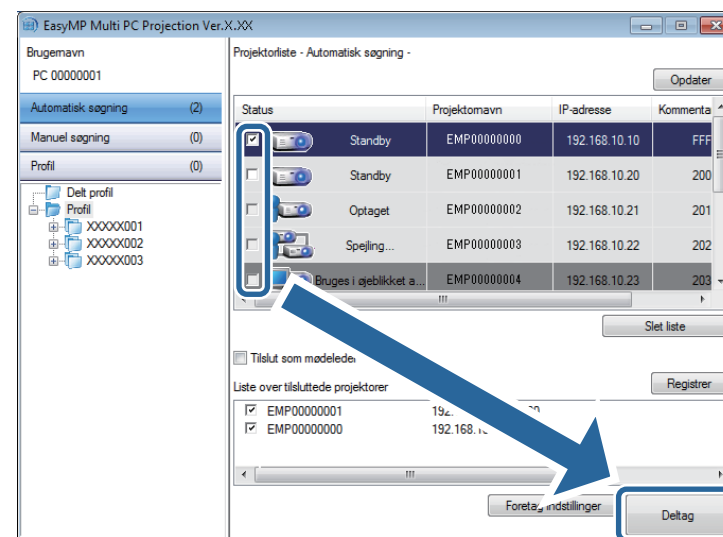 EasyMP Multi PC Projection Ver.X.XX
Brugernavn
PC 00000001
Automatisk søgning (2)
Manuel søgning (0)
Profil (0)
Delt profil
Profil
XXXXX001
XXXXX002
XXXXX003
Projektorliste - Automatisk søgning -
Opdater
Status Projektornavn IP-adresse Kommenta
Standby EMP00000000 192.168.10.10 FFF
Standby EMP00000001 192.168.10.20 200
Optaget EMP00000002 192.168.10.21 201
Spejling... EMP00000003 192.168.10.22 202
Bruges i øjeblikket a... EMP00000004 192.168.10.23 203
Slet liste
Tilslut som mødeleder
Liste over tilsluttede projektorer
Registrer
EMP00000001 192.
EMP00000000 192.168.
Foretag indstillinger
Deltag